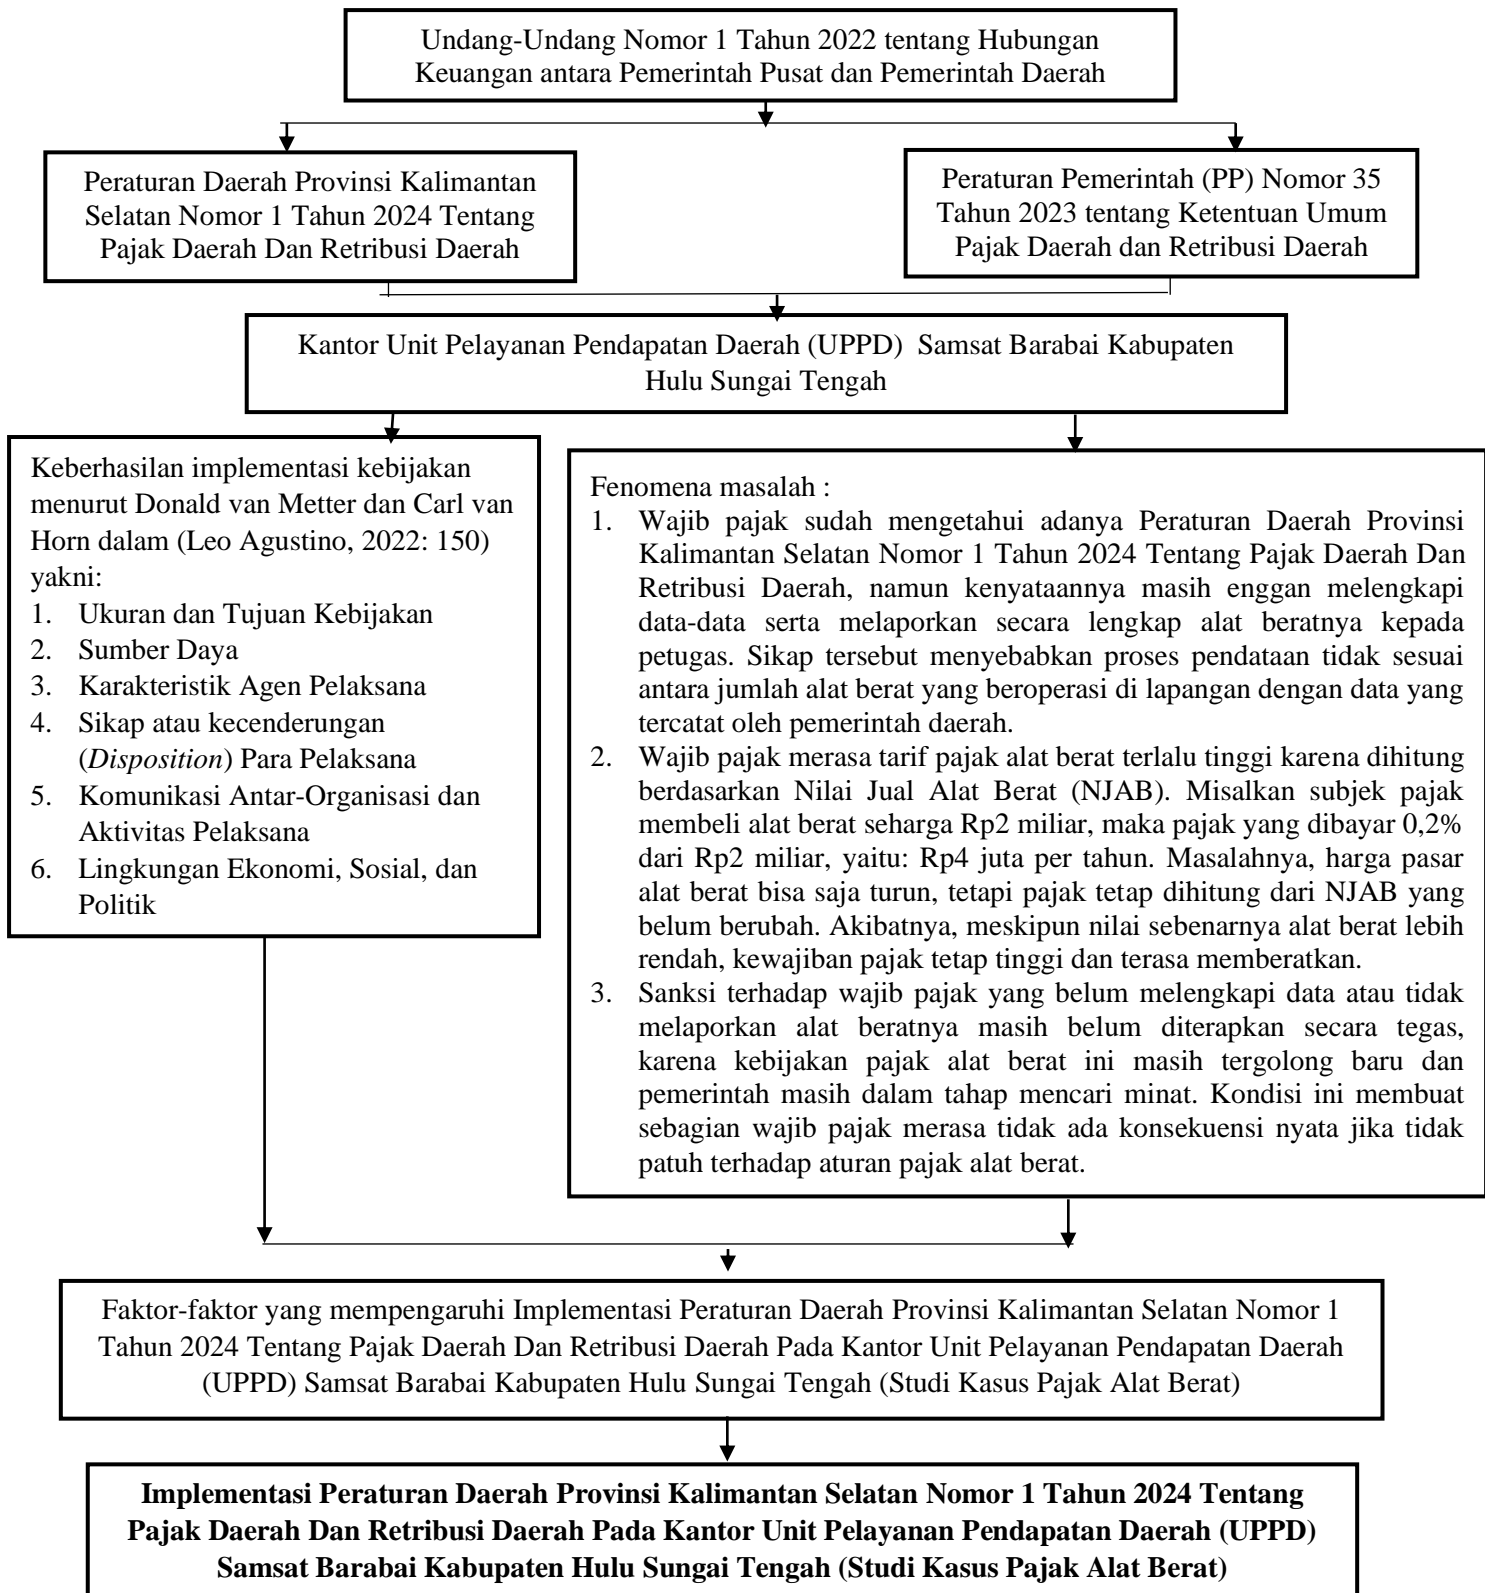 Undang-Undang Nomor 1 Tahun 2022 tentang Hubungan
Keuangan antara Pemerintah Pusat dan Pemerintah Daerah
Peraturan Daerah Provinsi Kalimantan
Selatan Nomor 1 Tahun 2024 Tentang
Pajak Daerah Dan Retribusi Daerah
Peraturan Pemerintah (PP) Nomor 35
Tahun 2023 tentang Ketentuan Umum
Pajak Daerah dan Retribusi Daerah
Kantor Unit Pelayanan Pendapatan Daerah (UPPD) Samsat Barabai Kabupaten
Hulu Sungai Tengah
Keberhasilan implementasi kebijakan
menurut Donald van Metter dan Carl van
Horn dalam (Leo Agustino, 2022: 150)
yakni:
1. Ukuran dan Tujuan Kebijakan
2. Sumber Daya
3. Karakteristik Agen Pelaksana
4. Sikap atau kecenderungan
(Disposition) Para Pelaksana
5. Komunikasi Antar-Organisasi dan
Aktivitas Pelaksana
6. Lingkungan Ekonomi, Sosial, dan
Politik
Fenomena masalah :
1. Wajib pajak sudah mengetahui adanya Peraturan Daerah Provinsi
Kalimantan Selatan Nomor 1 Tahun 2024 Tentang Pajak Daerah Dan
Retribusi Daerah, namun kenyataannya masih enggan melengkapi
data-data serta melaporkan secara lengkap alat beratnya kepada
petugas. Sikap tersebut menyebabkan proses pendataan tidak sesuai
antara jumlah alat berat yang beroperasi di lapangan dengan data yang
tercatat oleh pemerintah daerah.
2. Wajib pajak merasa tarif pajak alat berat terlalu tinggi karena dihitung
berdasarkan Nilai Jual Alat Berat (NJAB). Misalkan subjek pajak
membeli alat berat seharga Rp2 miliar, maka pajak yang dibayar 0,2%
dari Rp2 miliar, yaitu: Rp4 juta per tahun. Masalahnya, harga pasar
alat berat bisa saja turun, tetapi pajak tetap dihitung dari NJAB yang
belum berubah. Akibatnya, meskipun nilai sebenarnya alat berat lebih
rendah, kewajiban pajak tetap tinggi dan terasa memberatkan.
3. Sanksi terhadap wajib pajak yang belum melengkapi data atau tidak
melaporkan alat beratnya masih belum diterapkan secara tegas,
karena kebijakan pajak alat berat ini masih tergolong baru dan
pemerintah masih dalam tahap mencari minat. Kondisi ini membuat
sebagian wajib pajak merasa tidak ada konsekuensi nyata jika tidak
patuh terhadap aturan pajak alat berat.
Faktor-faktor yang mempengaruhi Implementasi Peraturan Daerah Provinsi Kalimantan Selatan Nomor 1
Tahun 2024 Tentang Pajak Daerah Dan Retribusi Daerah Pada Kantor Unit Pelayanan Pendapatan Daerah
(UPPD) Samsat Barabai Kabupaten Hulu Sungai Tengah (Studi Kasus Pajak Alat Berat)
Implementasi Peraturan Daerah Provinsi Kalimantan Selatan Nomor 1 Tahun 2024 Tentang
Pajak Daerah Dan Retribusi Daerah Pada Kantor Unit Pelayanan Pendapatan Daerah (UPPD)
Samsat Barabai Kabupaten Hulu Sungai Tengah (Studi Kasus Pajak Alat Berat)